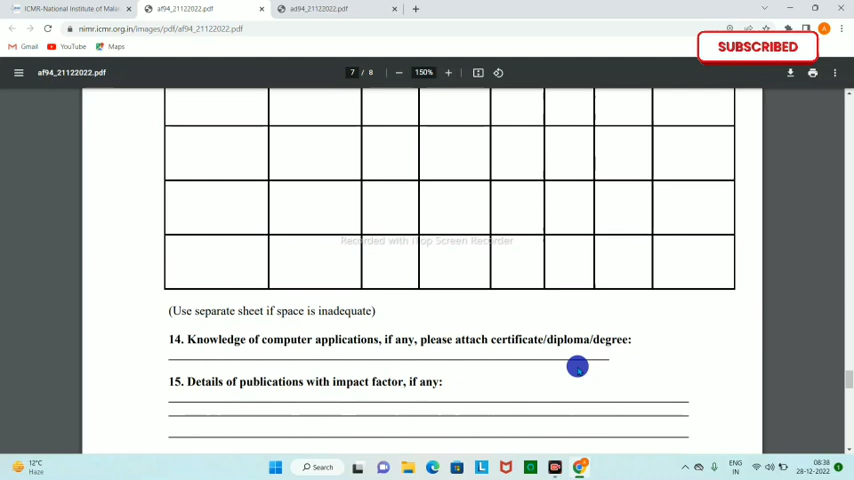 ICMR-National Institute of Malar
af94_21122022.pdf
ad94_21122022.pdf
nimr.icmr.org.in/images/pdf/af94_21122022.pdf
A
Gmail
YouTube
Maps
SUBSCRIBED
af94_21122022.pdf
7 / 8
150%
Recorded with iTop Screen Recorder
(Use separate sheet if space is inadequate)
14. Knowledge of computer applications, if any, please attach certificate/diploma/degree:
15. Details of publications with impact factor, if any:
12°C
Haze
Search
L
ENG
IN
08:38
28-12-2022
1